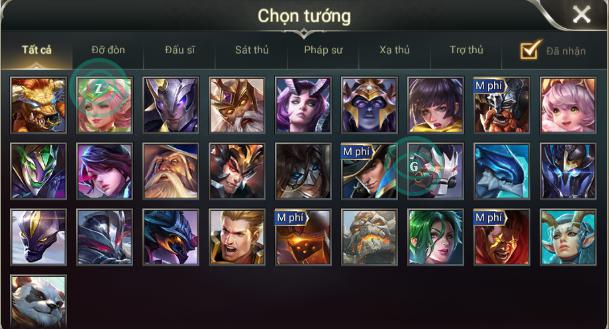 Chọn tướng
Tất cả Đỡ đòn Đấu sĩ Sát thủ Pháp sư Xạ thủ Trợ thủ Đã nhận
Z M phí
M phí G
M phí M phí